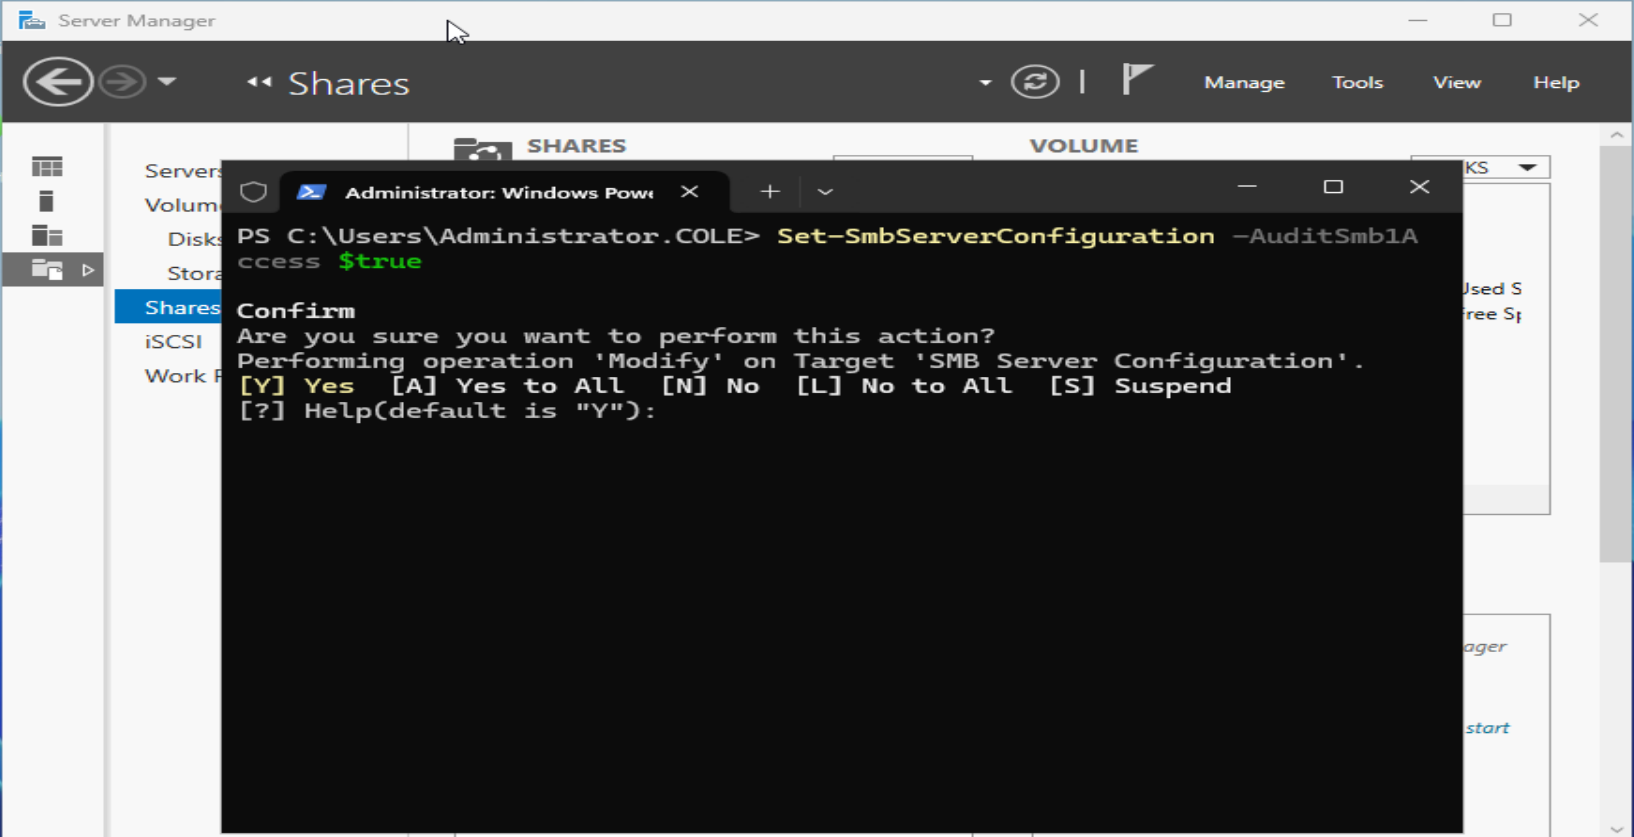 Server Manager
Shares
Manage Tools View Help
SHARES
VOLUME
Servers
Administrator: Windows Powe
KS
Volum
Disks
Stora
Shares
iSCSI
Work F
PS C:\Users\Administrator.COLE> Set-SmbServerConfiguration -AuditSmb1A
ccess $true
Confirm
Are you sure you want to perform this action?
Performing operation 'Modify' on Target 'SMB Server Configuration'.
[Y] Yes [A] Yes to All [N] No [L] No to All [S] Suspend
[?] Help(default is "Y"):
Used S
Free Sp
ager
start